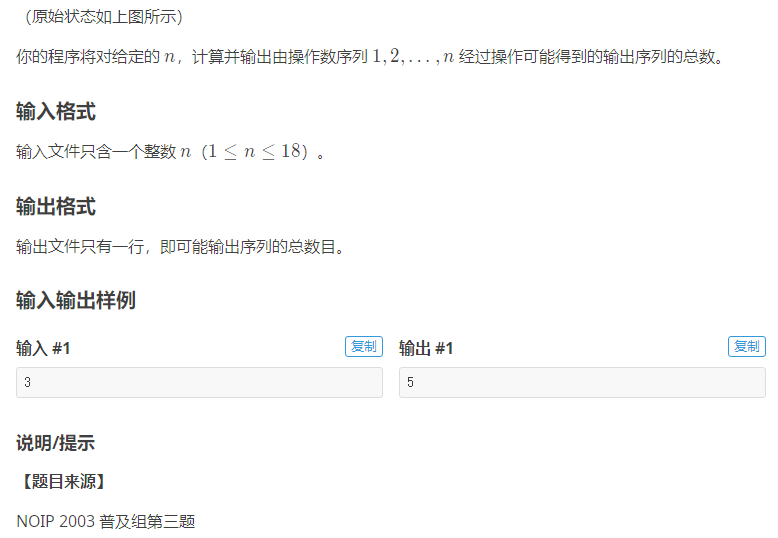 （原始状态如上图所示）
你的程序将对给定的 n，计算并输出由操作数序列 1, 2, …, n 经过操作可能得到的输出序列的总数。
输入格式
输入文件只含一个整数 n（1 ≤ n ≤ 18）。
输出格式
输出文件只有一行，即可能输出序列的总数目。
输入输出样例
输入 #1 复制 输出 #1 复制
3 5
说明/提示
【题目来源】
NOIP 2003 普及组第三题